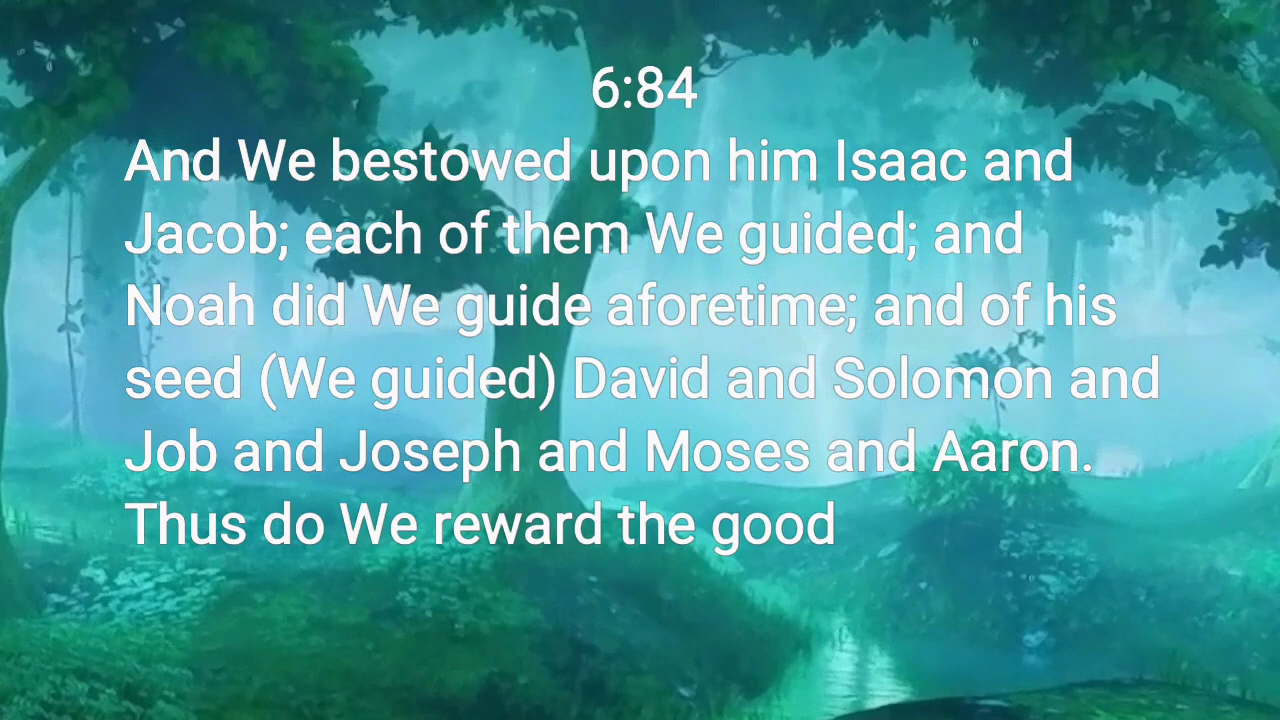 6:84
And We bestowed upon him Isaac and
Jacob; each of them We guided; and
Noah did We guide aforetime; and of his
seed (We guided) David and Solomon and
Job and Joseph and Moses and Aaron.
Thus do We reward the good